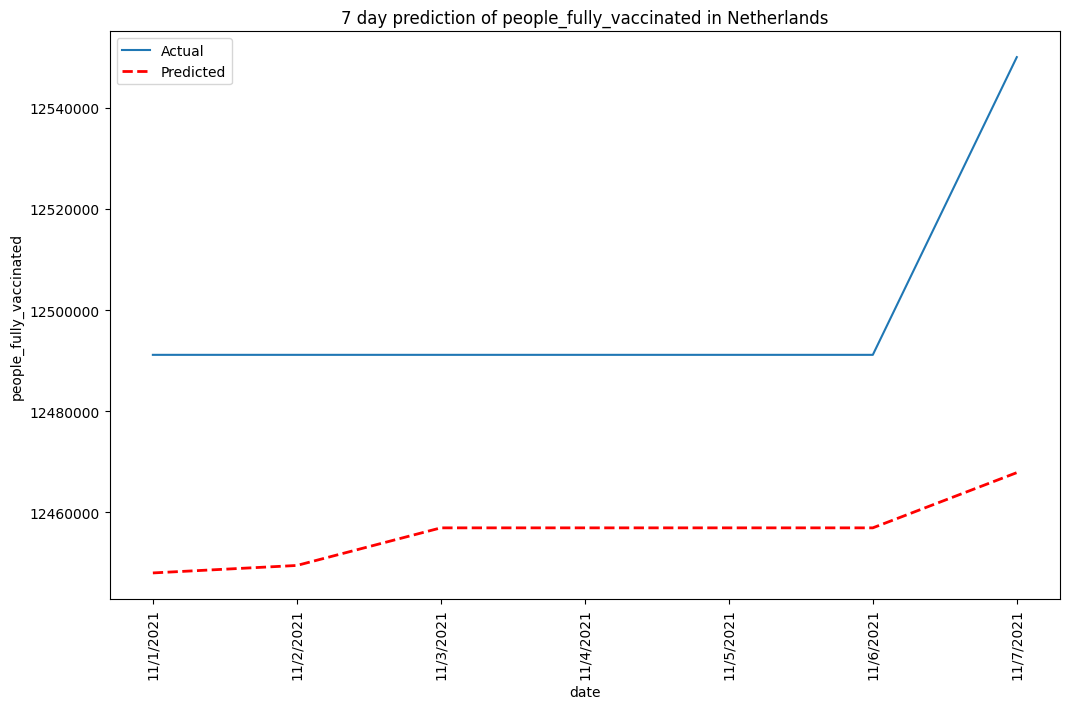 7 day prediction of people_fully_vaccinated in Netherlands
Actual
Predicted
people_fully_vaccinated
12540000
12520000
12500000
12480000
12460000
11/1/2021
11/2/2021
11/3/2021
11/4/2021
11/5/2021
11/6/2021
11/7/2021
date